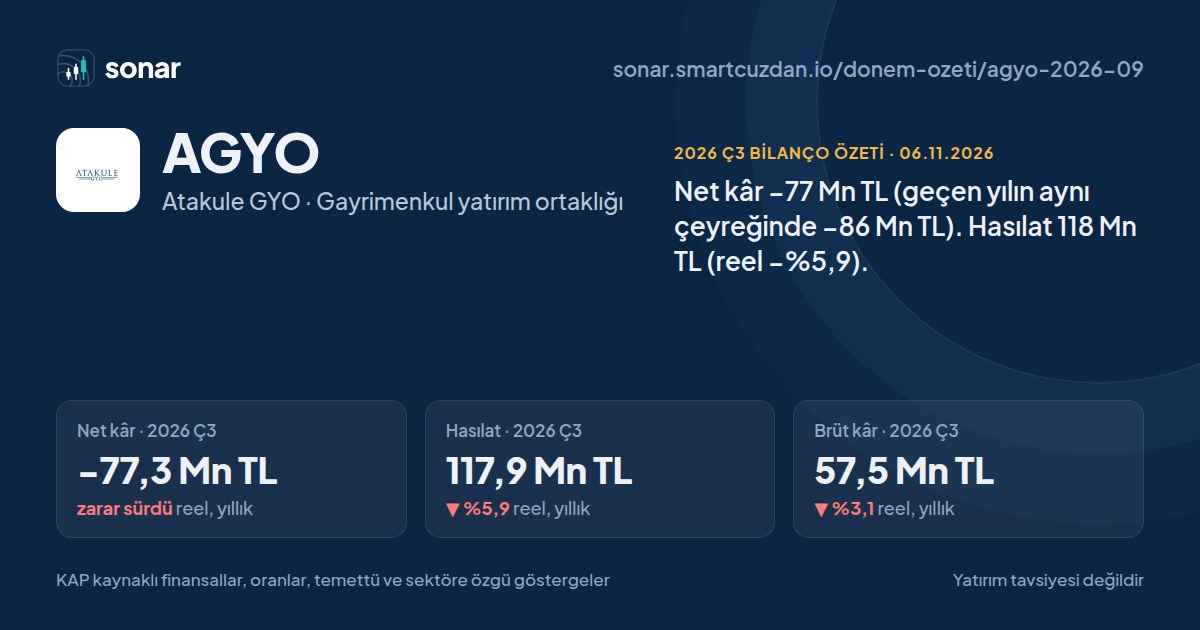 sonar
sonar.smartcuzdan.io/donem-ozeti/agyo-2026-09
ATAKULE
GYO
AGYO
Atakule GYO · Gayrimenkul yatırım ortaklığı
2026 Ç3 BİLANÇO ÖZETİ · 06.11.2026
Net kâr −77 Mn TL (geçen yılın aynı
çeyreğinde −86 Mn TL). Hasılat 118 Mn
TL (reel −%5,9).
Net kâr · 2026 Ç3
−77,3 Mn TL
zarar sürdü reel, yıllık
Hasılat · 2026 Ç3
117,9 Mn TL
▼ %5,9 reel, yıllık
Brüt kâr · 2026 Ç3
57,5 Mn TL
▼ %3,1 reel, yıllık
KAP kaynaklı finansallar, oranlar, temettü ve sektöre özgü göstergeler
Yatırım tavsiyesi değildir